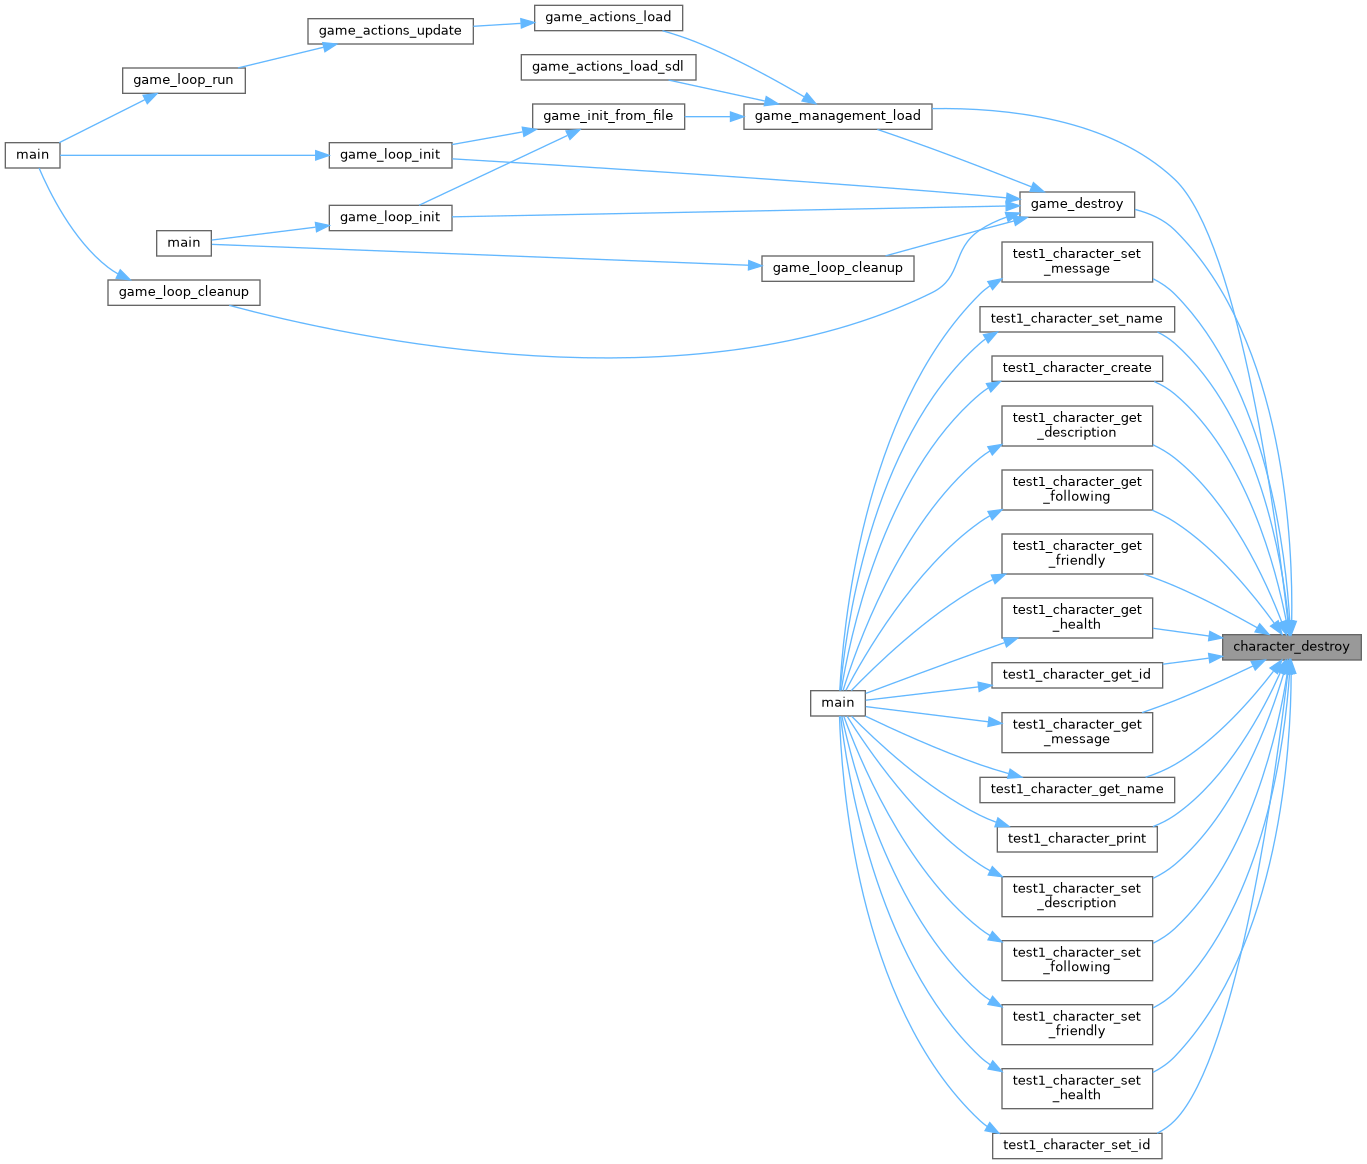 game_actions_load
game_actions_update
game_actions_load_sdl
game_loop_run
game_init_from_file
game_management_load
main
game_loop_init
game_destroy
game_loop_init
main
game_loop_cleanup
game_loop_cleanup
test1_character_set
_message
test1_character_set_name
test1_character_create
test1_character_get
_description
test1_character_get
_following
test1_character_get
_friendly
test1_character_get
_health
character_destroy
test1_character_get_id
main
test1_character_get
_message
test1_character_get_name
test1_character_print
test1_character_set
_description
test1_character_set
_following
test1_character_set
_friendly
test1_character_set
_health
test1_character_set_id